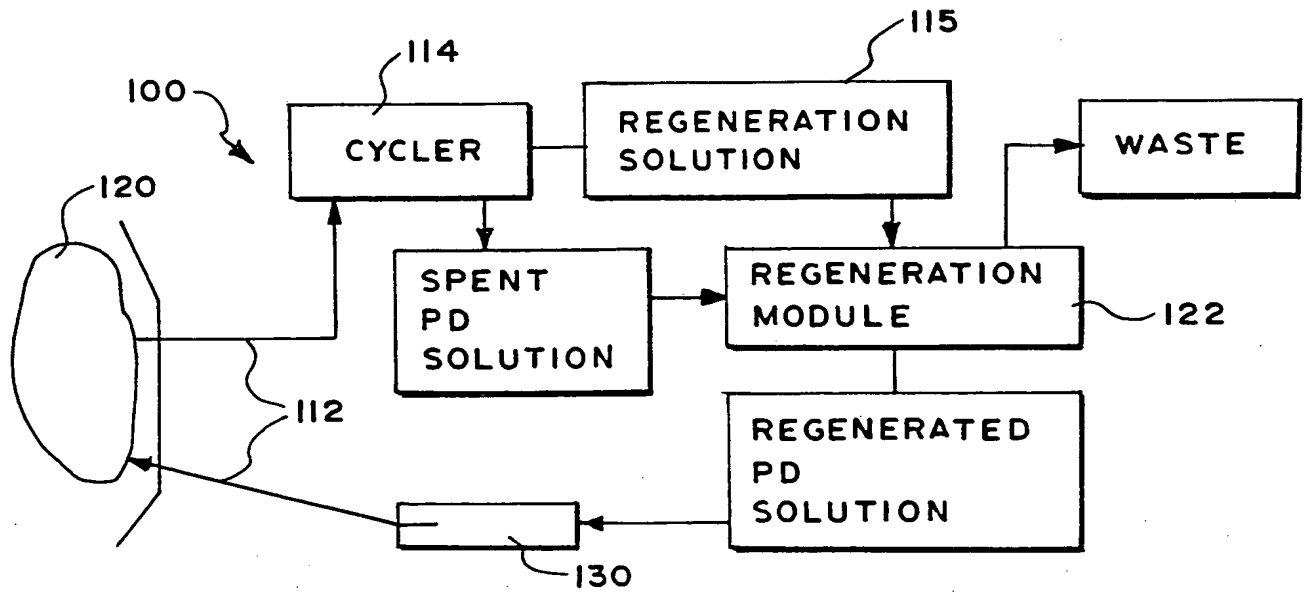 115
114
100
CYCLER
REGENERATION
SOLUTION
WASTE
120
SPENT
PD
SOLUTION
REGENERATION
MODULE
122
112
REGENERATED
PD
SOLUTION
130